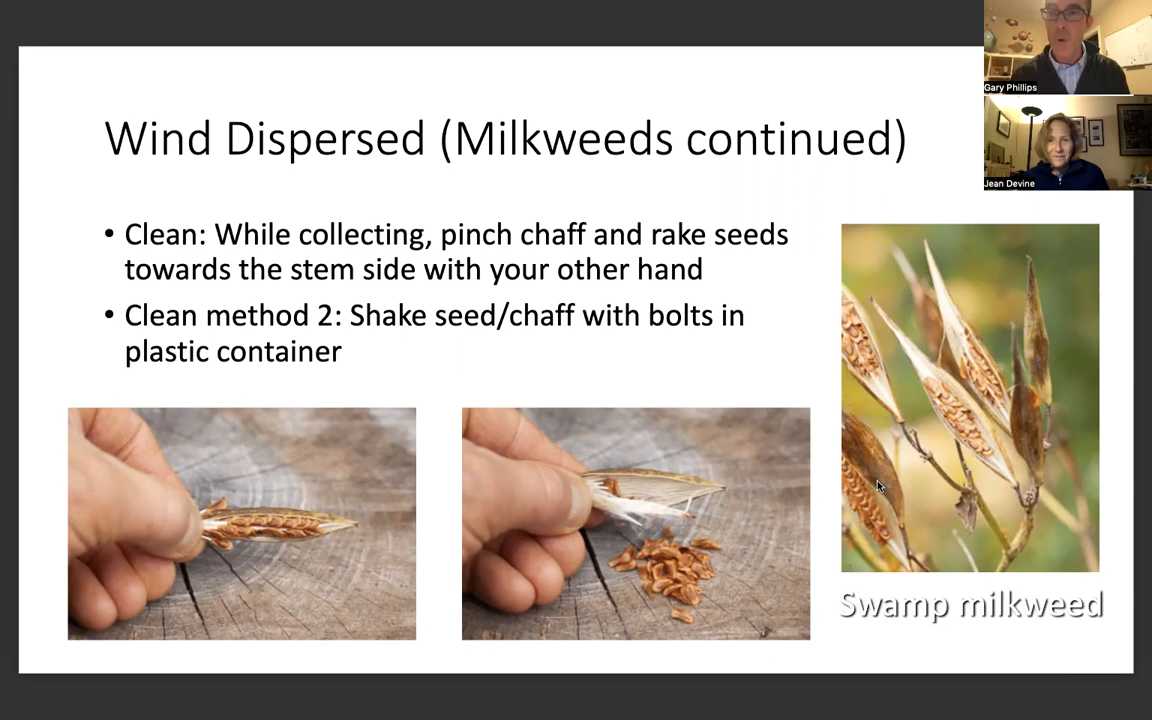 Gary Phillips
Wind Dispersed (Milkweeds continued)
Jean Devine
• Clean: While collecting, pinch chaff and rake seeds
towards the stem side with your other hand
• Clean method 2: Shake seed/chaff with bolts in
plastic container
Swamp milkweed